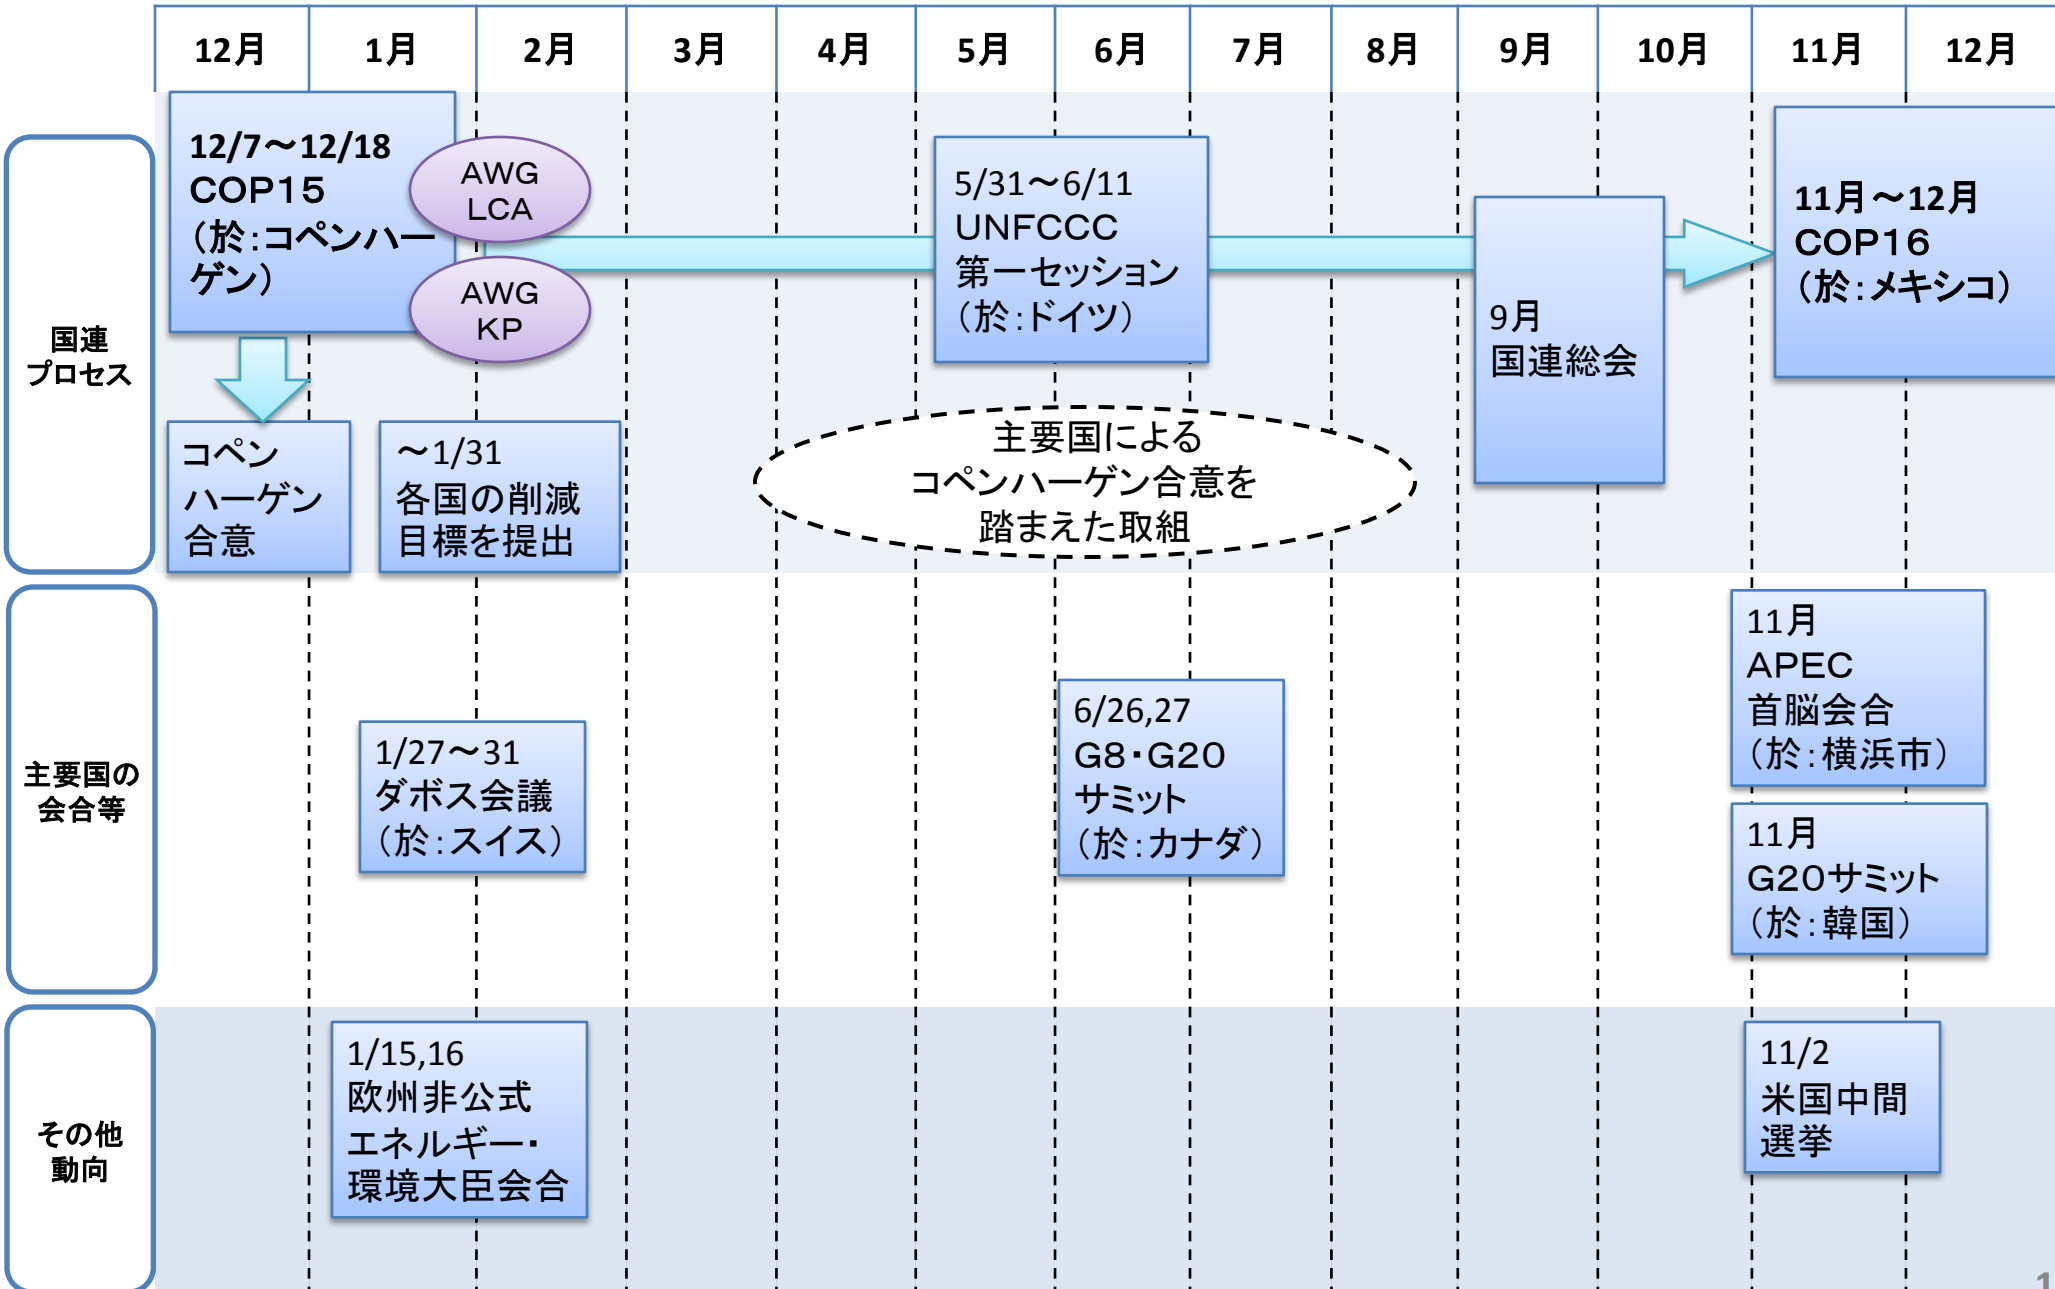 12月 1月 2月 3月 4月 5月 6月 7月 8月 9月 10月 11月 12月
国連
プロセス
12/7～12/18
COP15
（於：コペンハー
ゲン）
AWG
LCA
AWG
KP
5/31～6/11
UNFCCC
第一セッション
（於：ドイツ）
9月
国連総会
11月～12月
COP16
（於：メキシコ）
コペン
ハーゲン
合意
～1/31
各国の削減
目標を提出
主要国による
コペンハーゲン合意を
踏まえた取組
主要国の
会合等
1/27～31
ダボス会議
（於：スイス）
6/26,27
G8・G20
サミット
（於：カナダ）
11月
APEC
首脳会合
（於：横浜市）
11月
G20サミット
（於：韓国）
その他
動向
1/15,16
欧州非公式
エネルギー・
環境大臣会合
11/2
米国中間
選挙